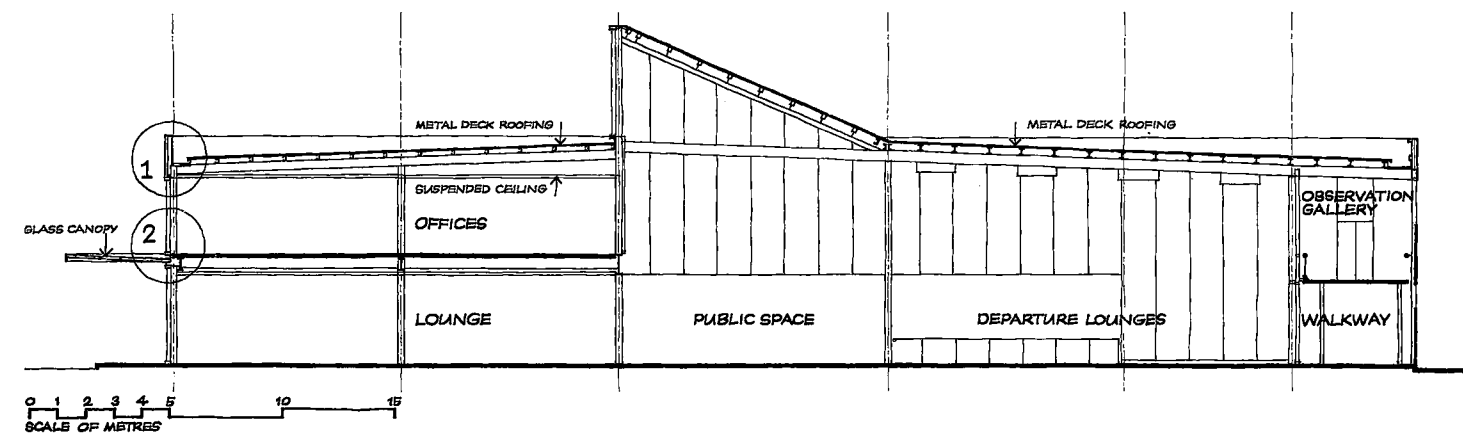 METAL DECK ROOFING
METAL DECK ROOFING
1
SUSPENDED CEILING
OBSERVATION
GALLERY
OFFICES
GLASS CANOPY
2
LOUNGE
PUBLIC SPACE
DEPARTURE LOUNGES
WALKWAY
0 1 2 3 4 5 10 15
SCALE OF METRES